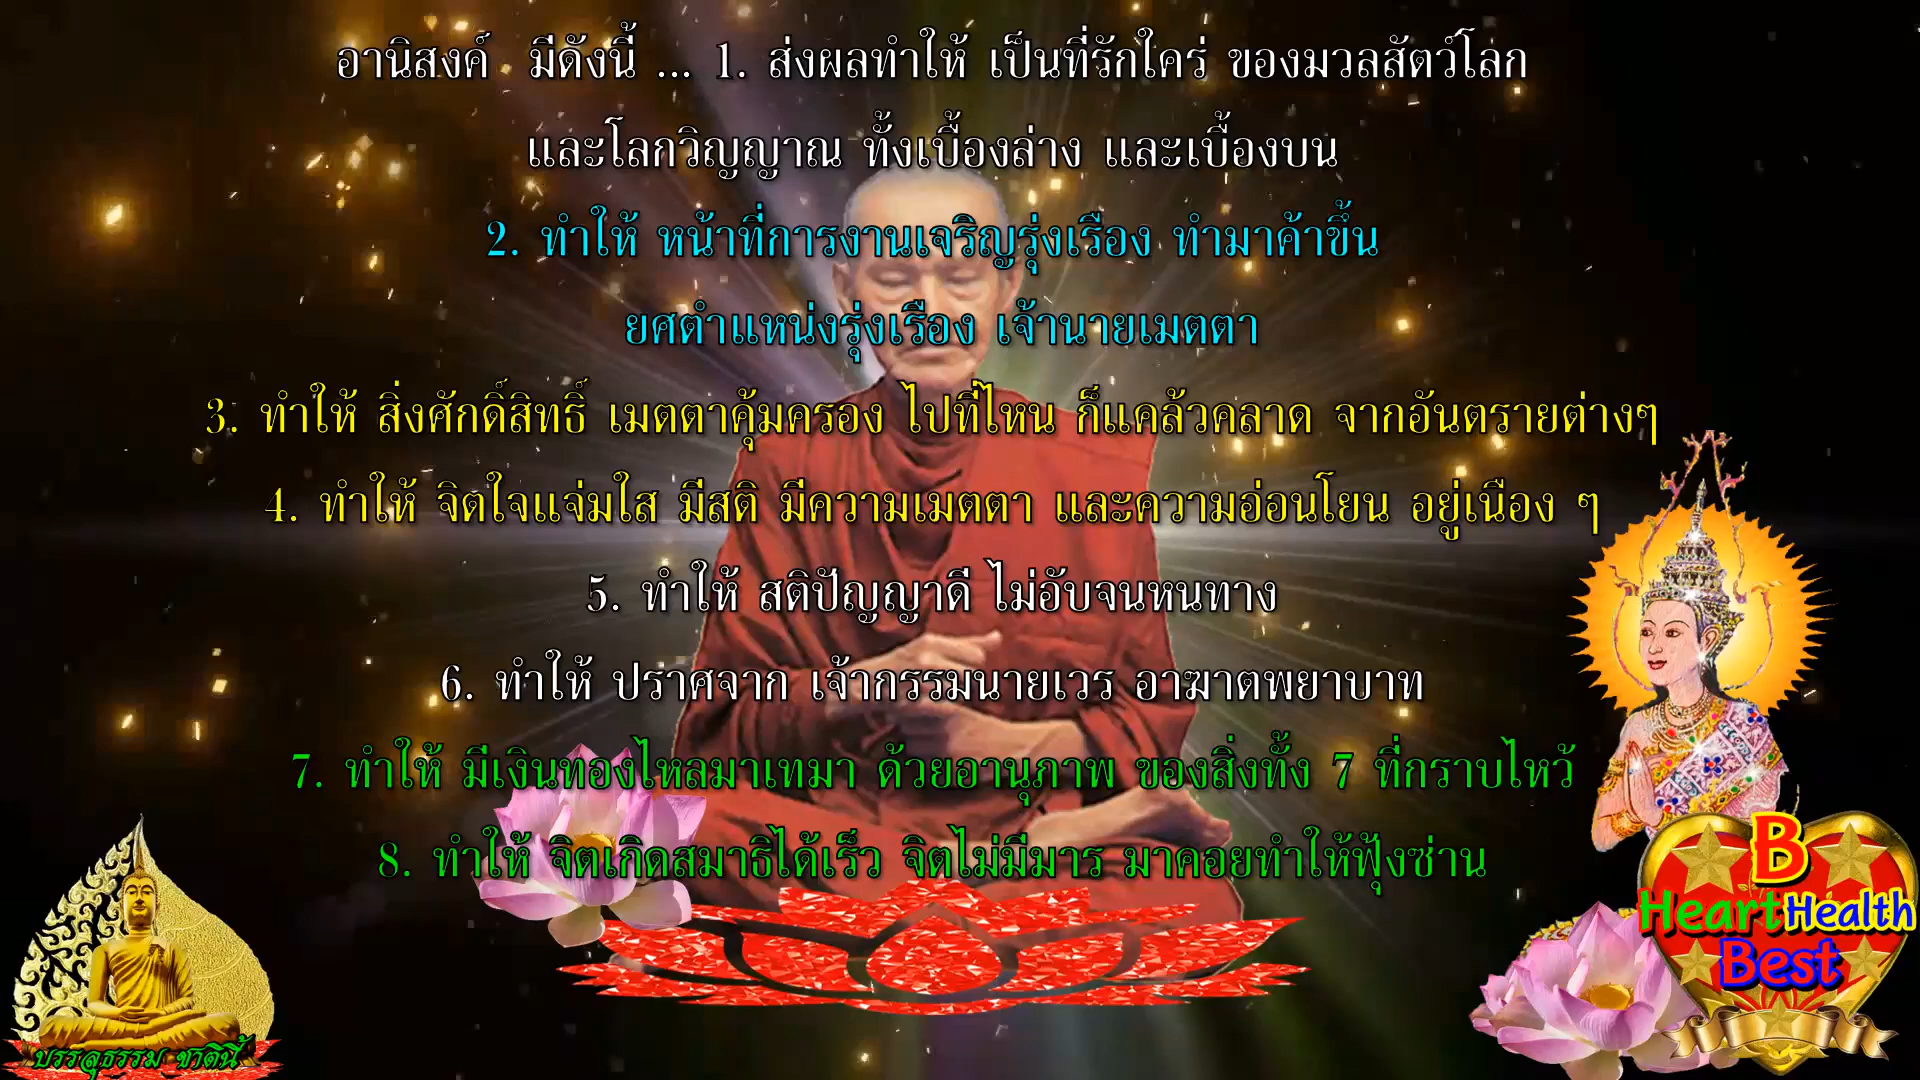 อานิสงค์ มีดังนี้ ... 1. ส่งผลทำให้ เป็นที่รักใคร่ ของมวลสัตว์โลก
และโลกวิญญาณ ทั้งเบื้องล่าง และเบื้องบน
2. ทำให้ หน้าที่การงานเจริญรุ่งเรือง ทำมาค้าขึ้น
ยศตำแหน่งรุ่งเรือง เจ้านายเมตตา
3. ทำให้ สิ่งศักดิ์สิทธิ์ เมตตาคุ้มครอง ไปที่ไหน ก็แคล้วคลาด จากอันตรายต่างๆ
4. ทำให้ จิตใจแจ่มใส มีสติ มีความเมตตา และความอ่อนโยน อยู่เนือง ๆ
5. ทำให้ สติปัญญาดี ไม่อับจนหนทาง
6. ทำให้ ปราศจาก เจ้ากรรมนายเวร อาฆาตพยาบาท
7. ทำให้ มีเงินทองไหลมาเทมา ด้วยอานุภาพ ของสิ่งทั้ง 7 ที่กราบไหว้
8. ทำให้ จิตเกิดสมาธิได้เร็ว จิตไม่มีมาร มาคอยทำให้ฟุ้งซ่าน
บรรลุธรรม ชาตินี้
B
Heart Health
Best